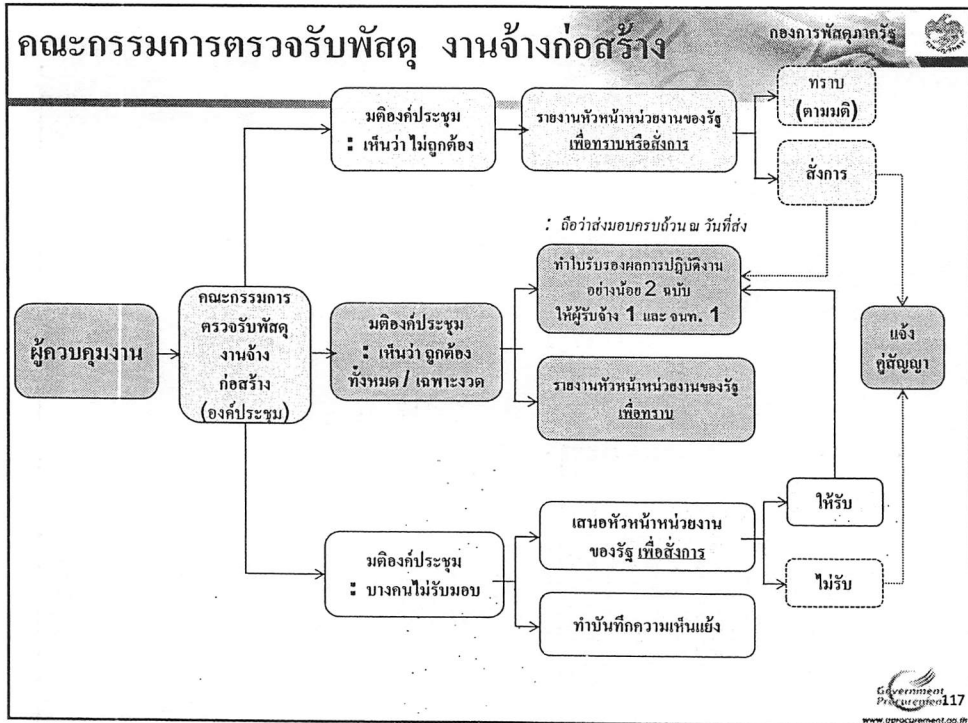 คณะกรรมการตรวจรับพัสดุ งานจ้างก่อสร้าง
กองการพัสดุภาครัฐ
มติองค์ประชุม
: เห็นว่า ไม่ถูกต้อง
รายงานหัวหน้าหน่วยงานของรัฐ
เพื่อทราบหรือสั่งการ
ทราบ
(ตามมติ)
สั่งการ
: ถือว่าส่งมอบครบถ้วน ณ วันที่ส่ง
ผู้ควบคุมงาน
คณะกรรมการ
ตรวจรับพัสดุ
งานจ้าง
ก่อสร้าง
(องค์ประชุม)
มติองค์ประชุม
: เห็นว่า ถูกต้อง
ทั้งหมด / เฉพาะงวด
ทำใบรับรองผลการปฏิบัติงาน
อย่างน้อย 2 ฉบับ
ให้ผู้รับจ้าง 1 และ จนท. 1
รายงานหัวหน้าหน่วยงานของรัฐ
เพื่อทราบ
แจ้ง
คู่สัญญา
มติองค์ประชุม
: บางคนไม่รับมอบ
เสนอหัวหน้าหน่วยงาน
ของรัฐ เพื่อสั่งการ
ทำบันทึกความเห็นแย้ง
ให้รับ
ไม่รับ
Government
Procurement 117
www.gprocurement.go.th